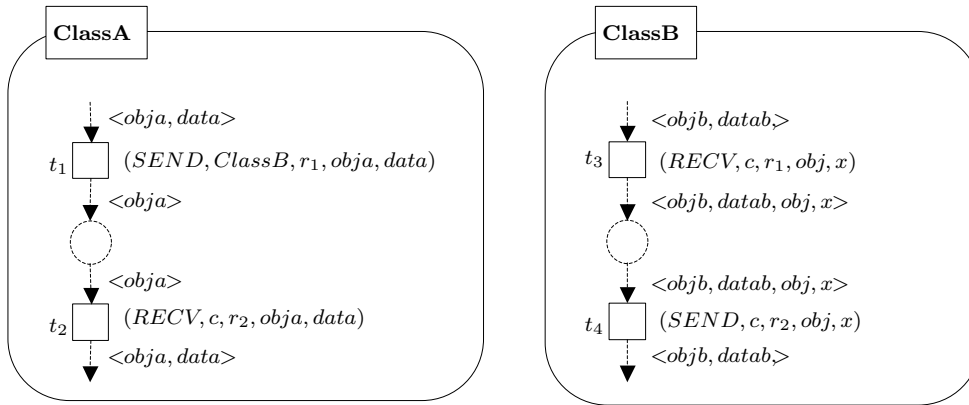 ClassA
<obja, data>
t1 (SEND, ClassB, r1, obja, data)
<obja>
<obja>
t2 (RECV, c, r2, obja, data)
<obja, data>
ClassB
<objb, datab,>
t3 (RECV, c, r1, obj, x)
<objb, datab, obj, x>
<objb, datab, obj, x>
t4 (SEND, c, r2, obj, x)
<objb, datab,>